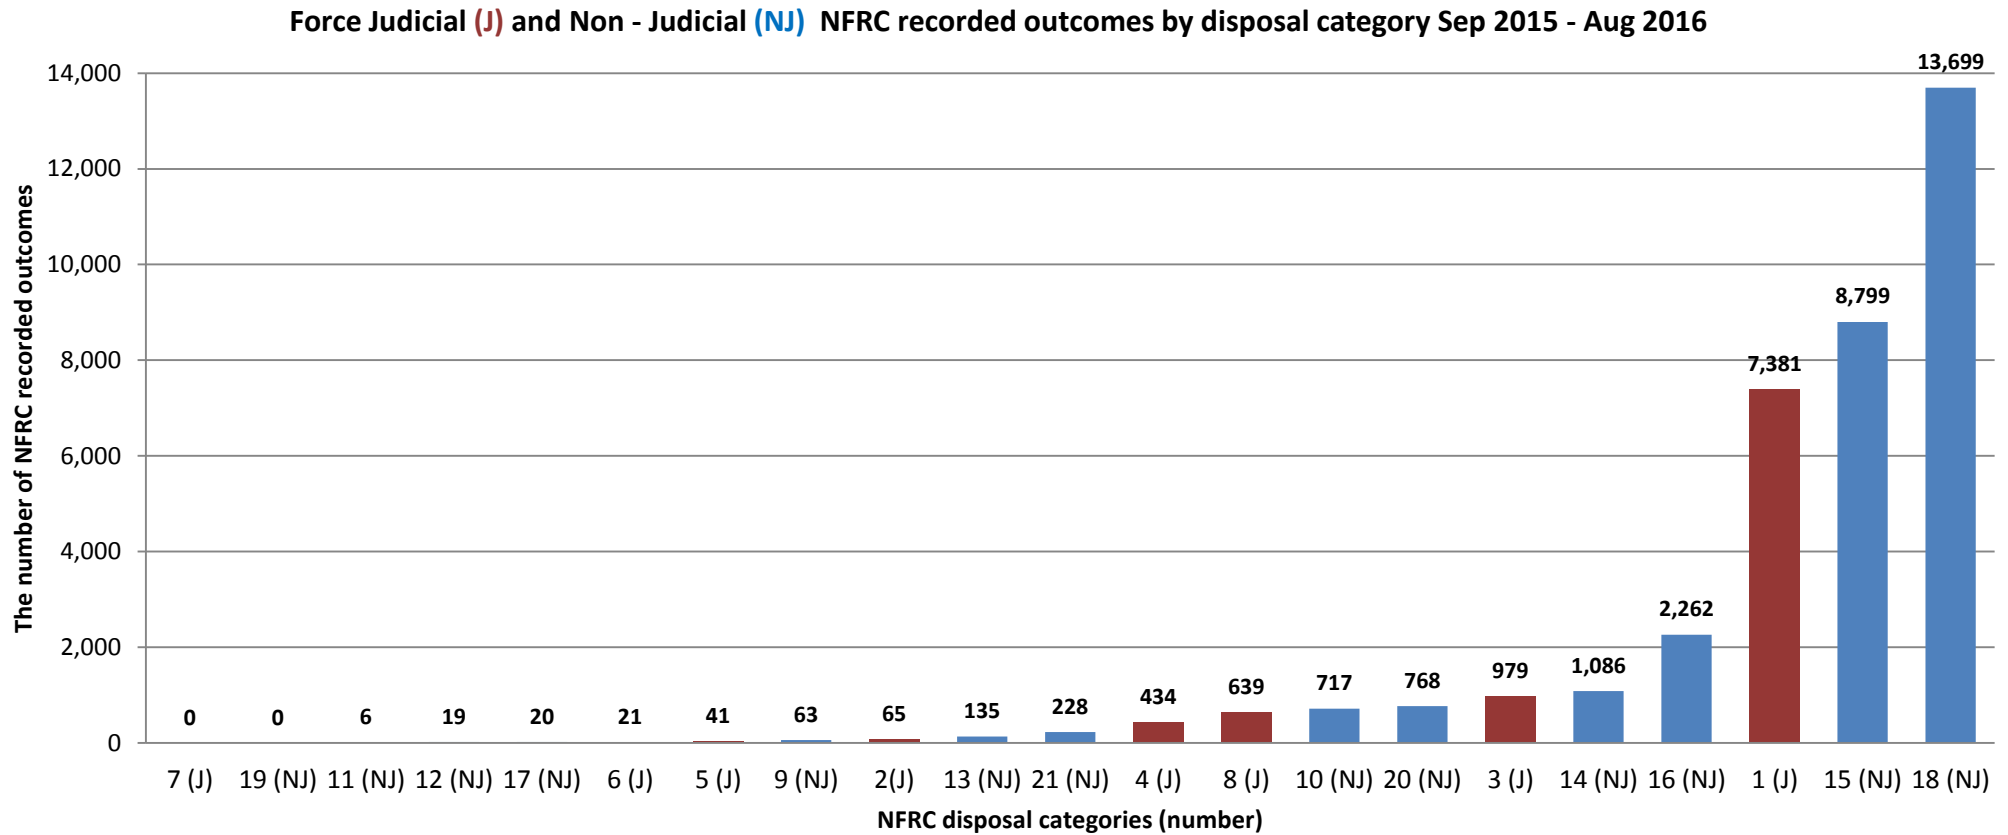 Force Judicial (J) and Non - Judicial (NJ) NFRC recorded outcomes by disposal category Sep 2015 - Aug 2016
The number of NFRC recorded outcomes
14,000
12,000
10,000
8,000
6,000
4,000
2,000
0
0 0 6 19 20 21 41 63 65 135 228 434 639 717 768 979 1,086 2,262 7,381 8,799 13,699
7 (J) 19 (NJ) 11 (NJ) 12 (NJ) 17 (NJ) 6 (J) 5 (J) 9 (NJ) 2(J) 13 (NJ) 21 (NJ) 4 (J) 8 (J) 10 (NJ) 20 (NJ) 3 (J) 14 (NJ) 16 (NJ) 1 (J) 15 (NJ) 18 (NJ)
NFRC disposal categories (number)